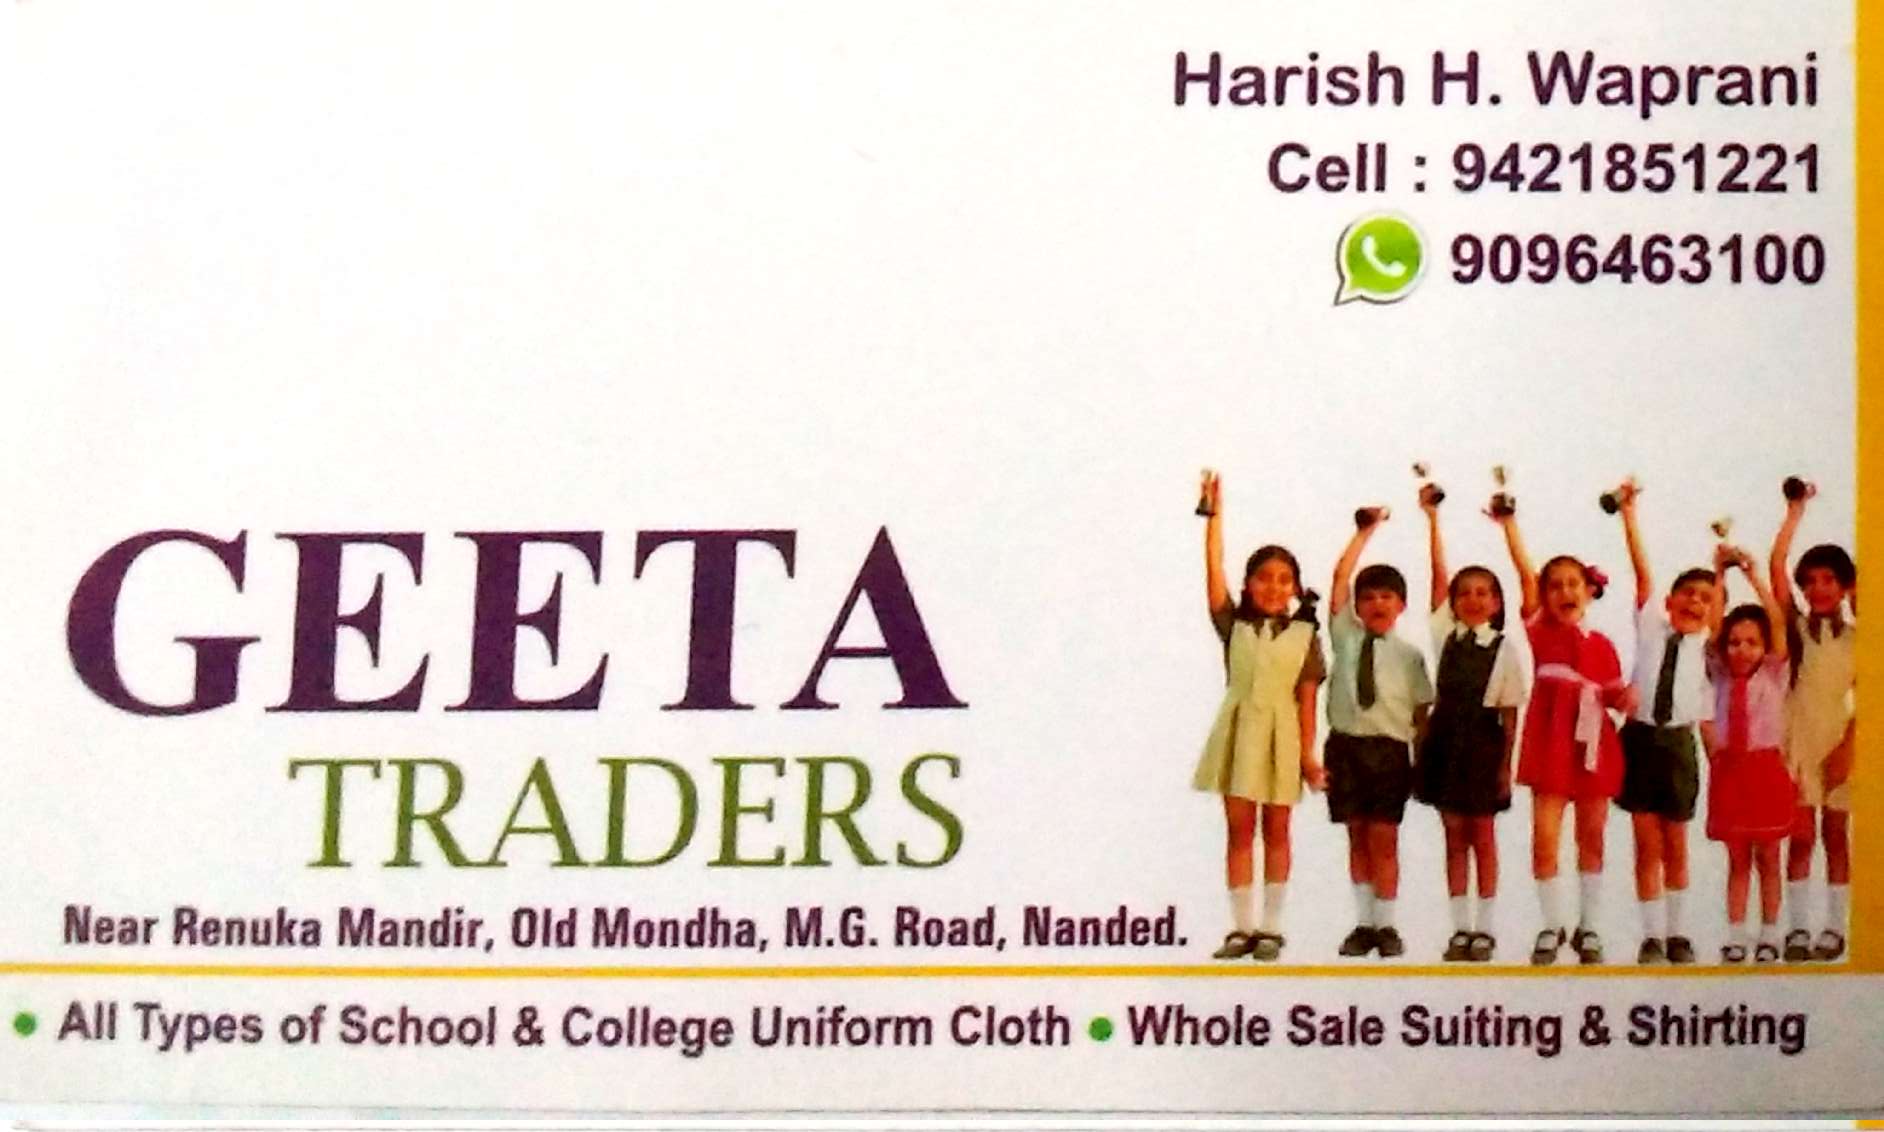 Harish H. Waprani
Cell : 9421851221
9096463100
GEETA
TRADERS
Near Renuka Mandir, Old Mondha, M.G. Road, Nanded.
• All Types of School & College Uniform Cloth • Whole Sale Suiting & Shirting